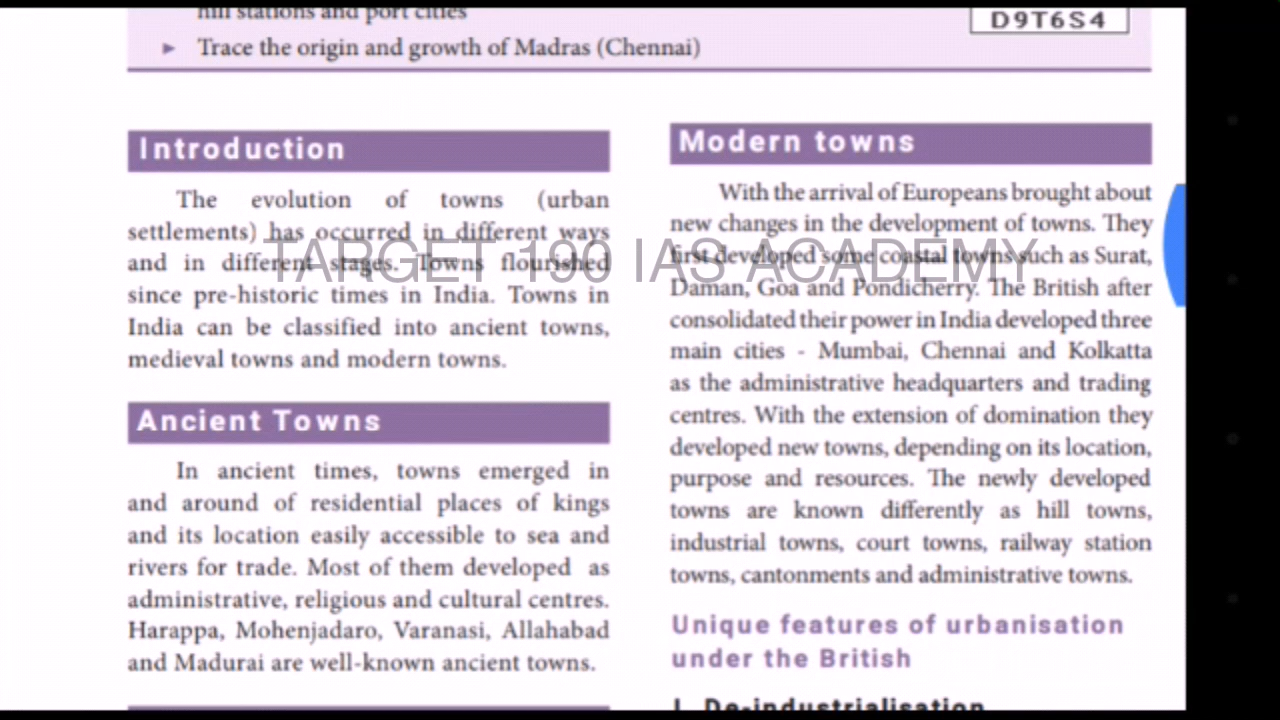 hill stations and port cities
► Trace the origin and growth of Madras (Chennai)
D9T6S4
Introduction
The evolution of towns (urban
settlements) has occurred in different ways
and in different stages. Towns flourished
since pre-historic times in India. Towns in
India can be classified into ancient towns,
medieval towns and modern towns.
Ancient Towns
In ancient times, towns emerged in
and around of residential places of kings
and its location easily accessible to sea and
rivers for trade. Most of them developed as
administrative, religious and cultural centres.
Harappa, Mohenjadaro, Varanasi, Allahabad
and Madurai are well-known ancient towns.
Modern towns
With the arrival of Europeans brought about
new changes in the development of towns. They
first developed some coastal towns such as Surat,
Daman, Goa and Pondicherry. The British after
consolidated their power in India developed three
main cities - Mumbai, Chennai and Kolkatta
as the administrative headquarters and trading
centres. With the extension of domination they
developed new towns, depending on its location,
purpose and resources. The newly developed
towns are known differently as hill towns,
industrial towns, court towns, railway station
towns, cantonments and administrative towns.
Unique features of urbanisation
under the British
1. De-industrialisation
TARGET 190 IAS ACADEMY